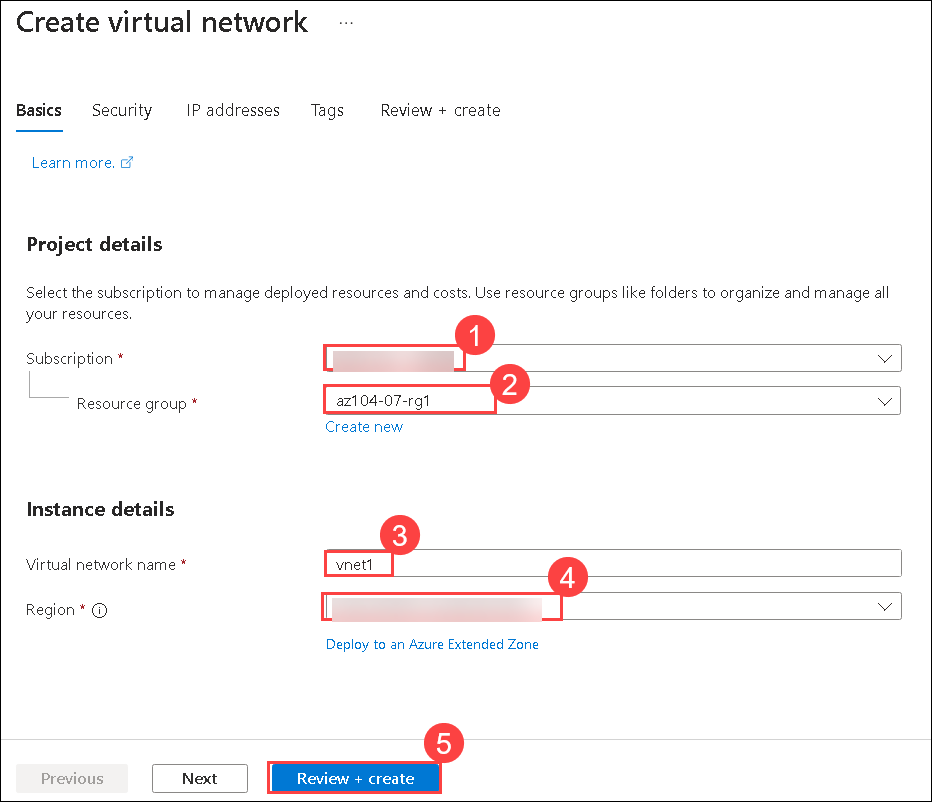 Create virtual network ...
Basics Security IP addresses Tags Review + create
Learn more.
Project details
Select the subscription to manage deployed resources and costs. Use resource groups like folders to organize and manage all
your resources.
1
Subscription *
2
Resource group * az104-07-rg1
Create new
Instance details
3
Virtual network name * vnet1
4
Region *
Deploy to an Azure Extended Zone
5
Previous Next Review + create